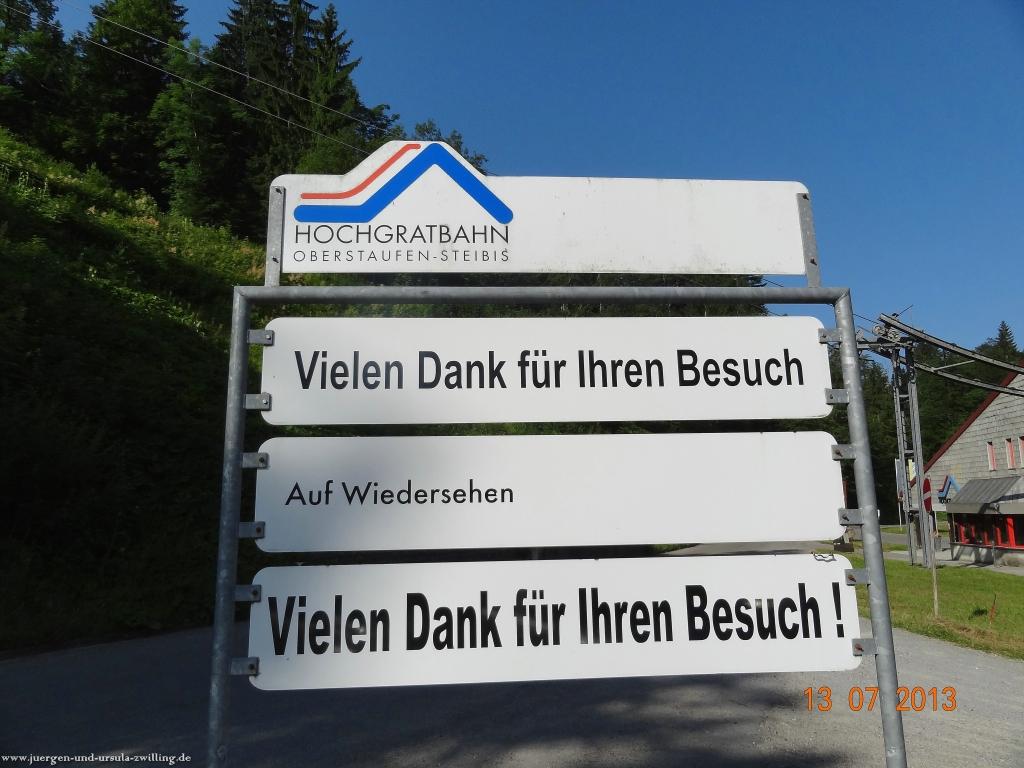 HOCHGRATBAHN
OBERSTAUFEN-STEIBIS
Vielen Dank für Ihren Besuch
Auf Wiedersehen
Vielen Dank für Ihren Besuch !
13 07 2013
www.juergen-und-ursula-zwilling.de